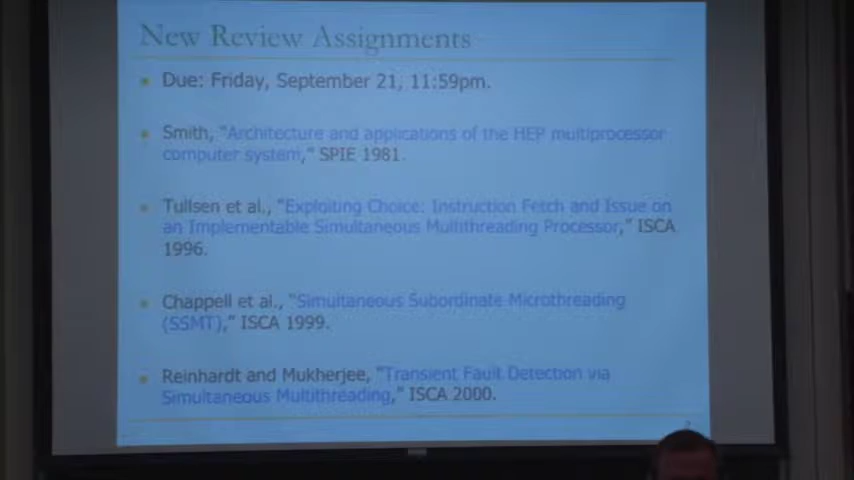 New Review Assignments
Due: Friday, September 21, 11:59pm.
Smith, "Architecture and applications of the HEP multiprocessor
computer system," SPIE 1981.
Tullsen et al., "Exploiting Choice: Instruction Fetch and Issue on
an Implementable Simultaneous Multithreading Processor," ISCA
1996.
Chappell et al., "Simultaneous Subordinate Microthreading
(SSMT)," ISCA 1999.
Reinhardt and Mukherjee, "Transient Fault Detection via
Simultaneous Multithreading," ISCA 2000.